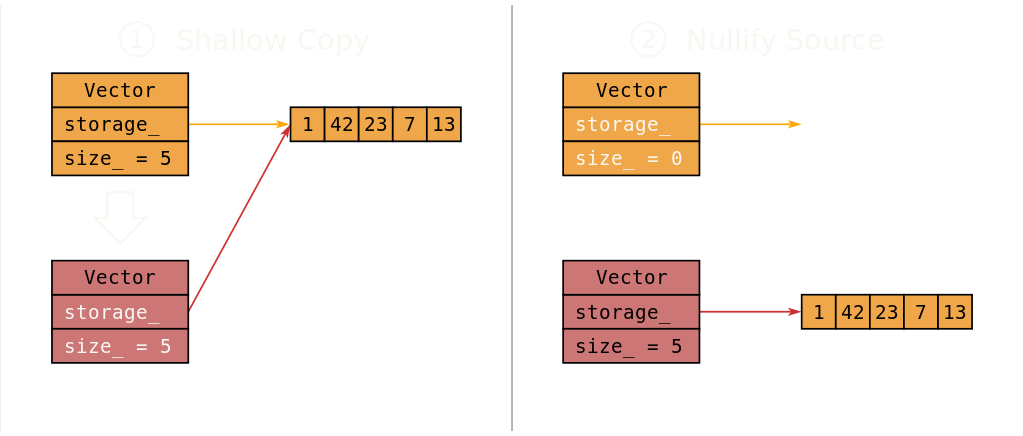 ① Shallow Copy
Vector
storage_
size_ = 5
1 42 23 7 13
Vector
storage_
size_ = 5
② Nullify Source
Vector
storage_
size_ = 0
Vector
storage_
size_ = 5
1 42 23 7 13